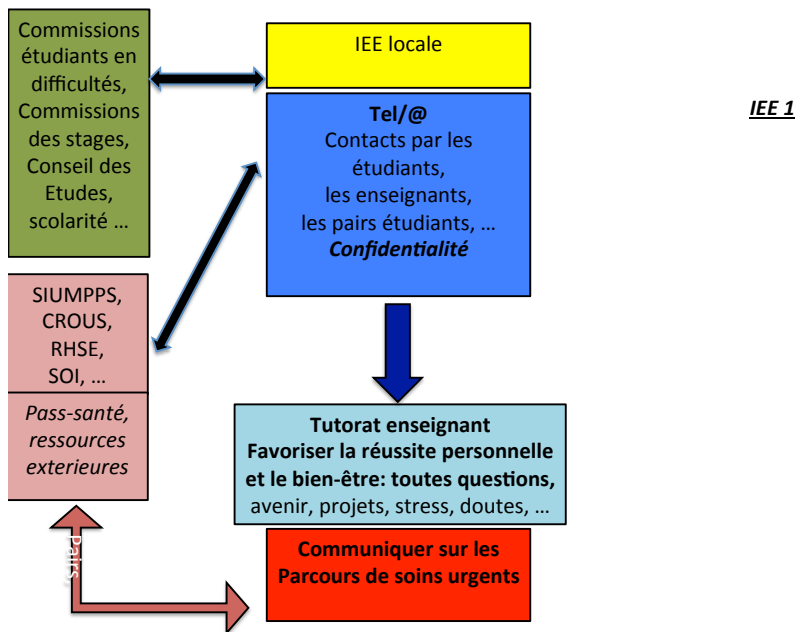 Commissions
étudiants en
difficultés,
Commissions
des stages,
Conseil des
Etudes,
scolarité …
IEE locale
Tel/@
Contacts par les
étudiants,
les enseignants,
les pairs étudiants, …
Confidentialité
IEE 1
SIUMPPS,
CROUS,
RHSE,
SOI, …
Pass-santé,
ressources
exterieures
Tutorat enseignant
Favoriser la réussite personnelle
et le bien-être: toutes questions,
avenir, projets, stress, doutes, …
Pairs,
Communiquer sur les
Parcours de soins urgents